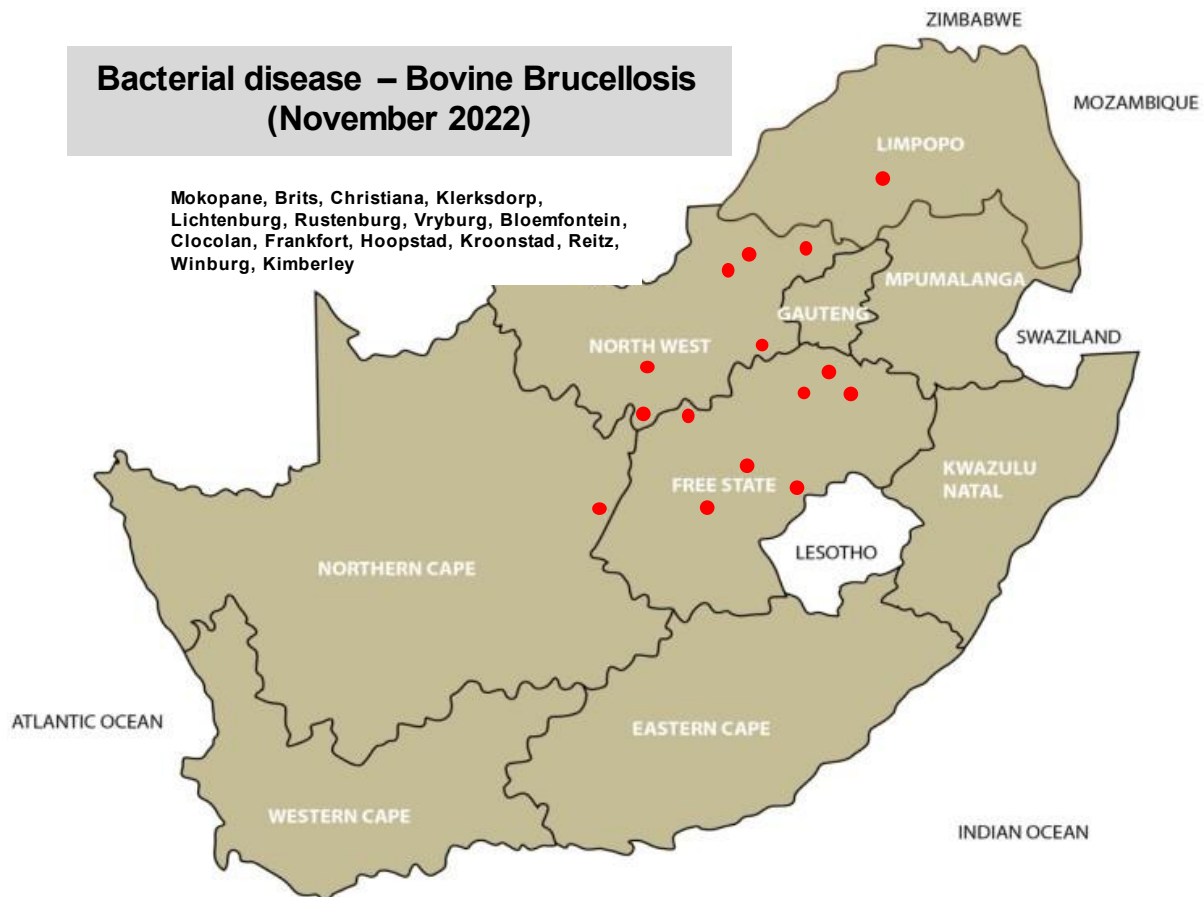 ZIMBABWE
Bacterial disease – Bovine Brucellosis
(November 2022)
MOZAMBIQUE
LIMPOPO
Mokopane, Brits, Christiana, Klerksdorp,
Lichtenburg, Rustenburg, Vryburg, Bloemfontein,
Clocolan, Frankfort, Hoopstad, Kroonstad, Reitz,
Winburg, Kimberley
MPUMALANGA
GAUTENG
SWAZILAND
NORTH WEST
KWAZULU
NATAL
FREE STATE
LESOTHO
NORTHERN CAPE
ATLANTIC OCEAN
EASTERN CAPE
WESTERN CAPE
INDIAN OCEAN